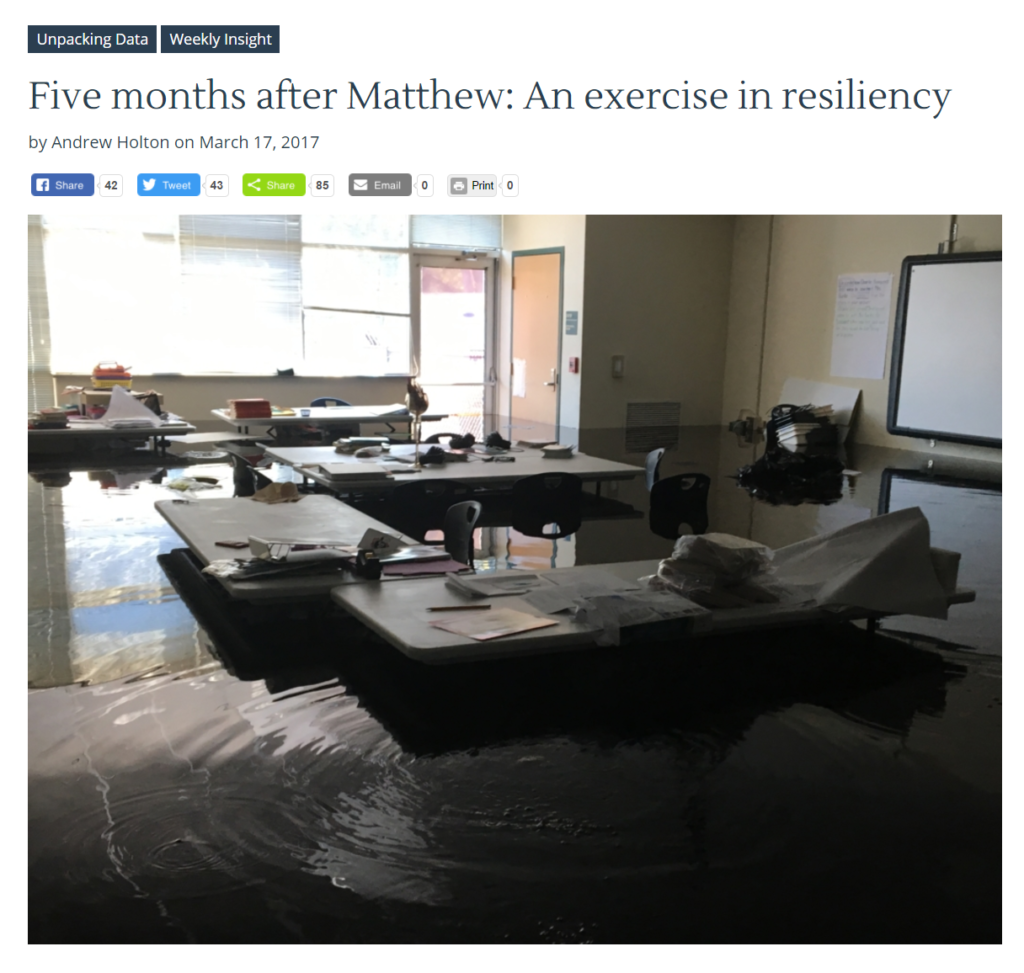 Unpacking Data Weekly Insight
Five months after Matthew: An exercise in resiliency
by Andrew Holton on March 17, 2017
Share 42 Tweet 43 Share 85 Email 0 Print 0